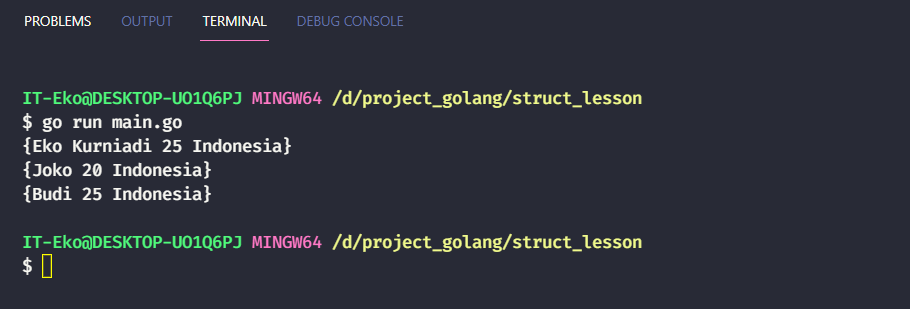 PROBLEMS OUTPUT TERMINAL DEBUG CONSOLE
IT-Eko@DESKTOP-UO1Q6PJ MINGW64 /d/project_golang/struct_lesson
$ go run main.go
{Eko Kurniadi 25 Indonesia}
{Joko 20 Indonesia}
{Budi 25 Indonesia}
IT-Eko@DESKTOP-UO1Q6PJ MINGW64 /d/project_golang/struct_lesson
$